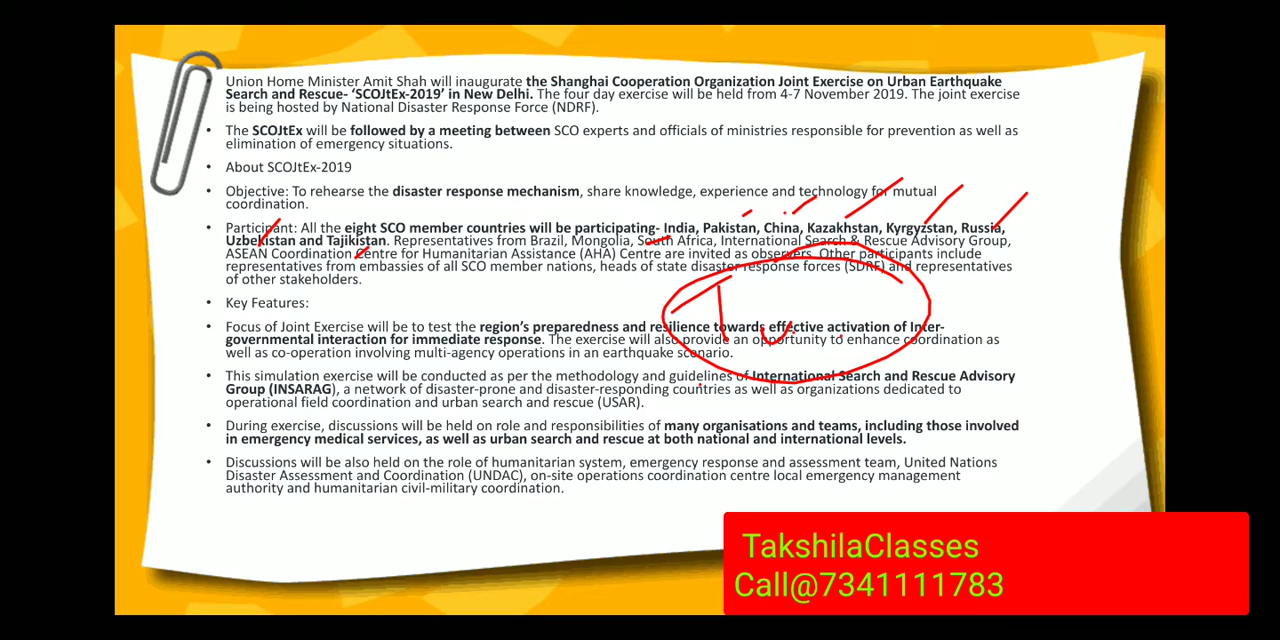 Union Home Minister Amit Shah will inaugurate the Shanghai Cooperation Organization Joint Exercise on Urban Earthquake
Search and Rescue- ‘SCOJtEx-2019’ in New Delhi. The four day exercise will be held from 4-7 November 2019. The joint exercise
is being hosted by National Disaster Response Force (NDRF).
• The SCOJtEx will be followed by a meeting between SCO experts and officials of ministries responsible for prevention as well as
elimination of emergency situations.
• About SCOJtEx-2019
• Objective: To rehearse the disaster response mechanism, share knowledge, experience and technology for mutual
coordination.
• Participant: All the eight SCO member countries will be participating- India, Pakistan, China, Kazakhstan, Kyrgyzstan, Russia,
Uzbekistan and Tajikistan. Representatives from Brazil, Mongolia, South Africa, International Search & Rescue Advisory Group,
ASEAN Coordination Centre for Humanitarian Assistance (AHA) Centre are invited as observers. Other participants include
representatives from embassies of all SCO member nations, heads of state disaster response forces (SDRF) and representatives
of other stakeholders.
• Key Features:
• Focus of Joint Exercise will be to test the region’s preparedness and resilience towards effective activation of Inter-
governmental interaction for immediate response. The exercise will also provide an opportunity to enhance coordination as
well as co-operation involving multi-agency operations in an earthquake scenario.
• This simulation exercise will be conducted as per the methodology and guidelines of International Search and Rescue Advisory
Group (INSARAG), a network of disaster-prone and disaster-responding countries as well as organizations dedicated to
operational field coordination and urban search and rescue (USAR).
• During exercise, discussions will be held on role and responsibilities of many organisations and teams, including those involved
in emergency medical services, as well as urban search and rescue at both national and international levels.
• Discussions will be also held on the role of humanitarian system, emergency response and assessment team, United Nations
Disaster Assessment and Coordination (UNDAC), on-site operations coordination centre local emergency management
authority and humanitarian civil-military coordination.
TakshilaClasses
Call@7341111783